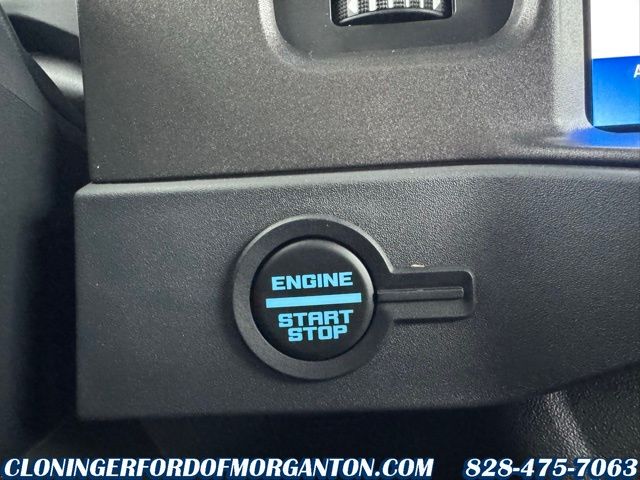 A
ENGINE
START
STOP
CLONINGERFORDOFMORGANTON.COM 828-475-7063